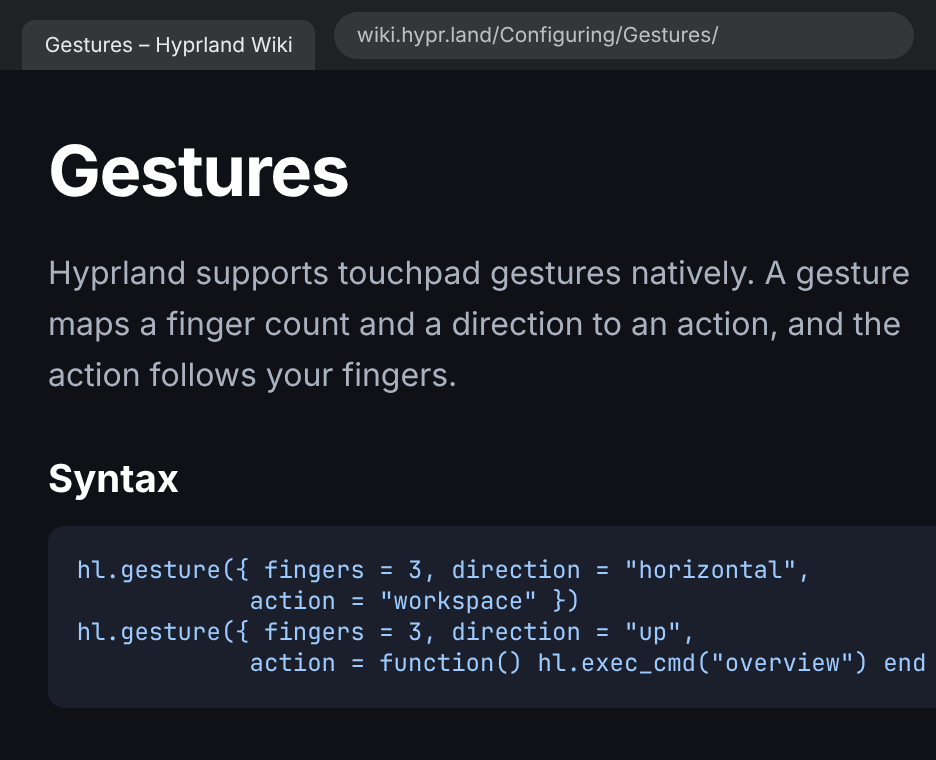 Gestures – Hyprland Wiki
wiki.hypr.land/Configuring/Gestures/
Gestures
Hyprland supports touchpad gestures natively. A gesture
maps a finger count and a direction to an action, and the
action follows your fingers.
Syntax
hl.gesture({ fingers = 3, direction = "horizontal",
            action = "workspace" })
hl.gesture({ fingers = 3, direction = "up",
            action = function() hl.exec_cmd("overview") end